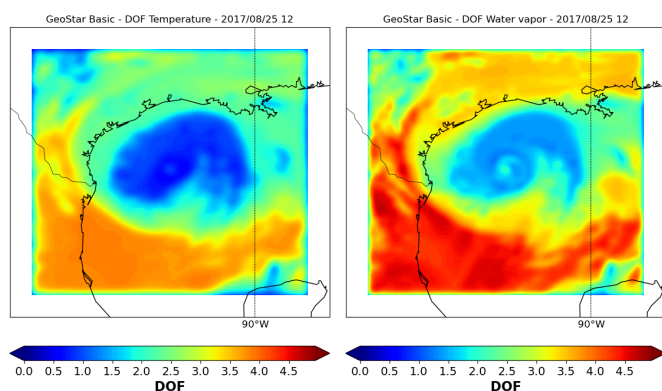 GeoStar Basic - DOF Temperature - 2017/08/25 12
GeoStar Basic - DOF Water vapor - 2017/08/25 12
90°W
90°W
0.0 0.5 1.0 1.5 2.0 2.5 3.0 3.5 4.0 4.5
0.0 0.5 1.0 1.5 2.0 2.5 3.0 3.5 4.0 4.5
DOF
DOF